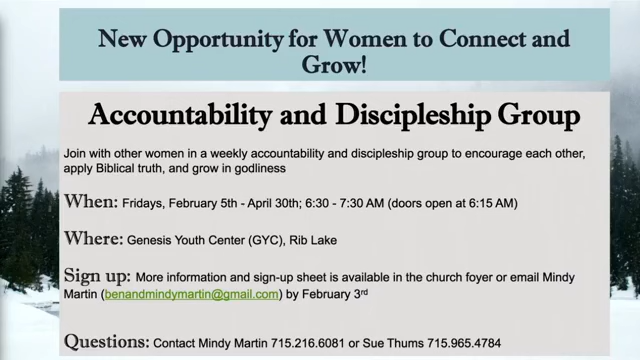 New Opportunity for Women to Connect and
Grow!
Accountability and Discipleship Group
Join with other women in a weekly accountability and discipleship group to encourage each other,
apply Biblical truth, and grow in godliness
When: Fridays, February 5th - April 30th; 6:30 - 7:30 AM (doors open at 6:15 AM)
Where: Genesis Youth Center (GYC), Rib Lake
Sign up: More information and sign-up sheet is available in the church foyer or email Mindy
Martin (benandmindymartin@gmail.com) by February 3rd
Questions: Contact Mindy Martin 715.216.6081 or Sue Thums 715.965.4784